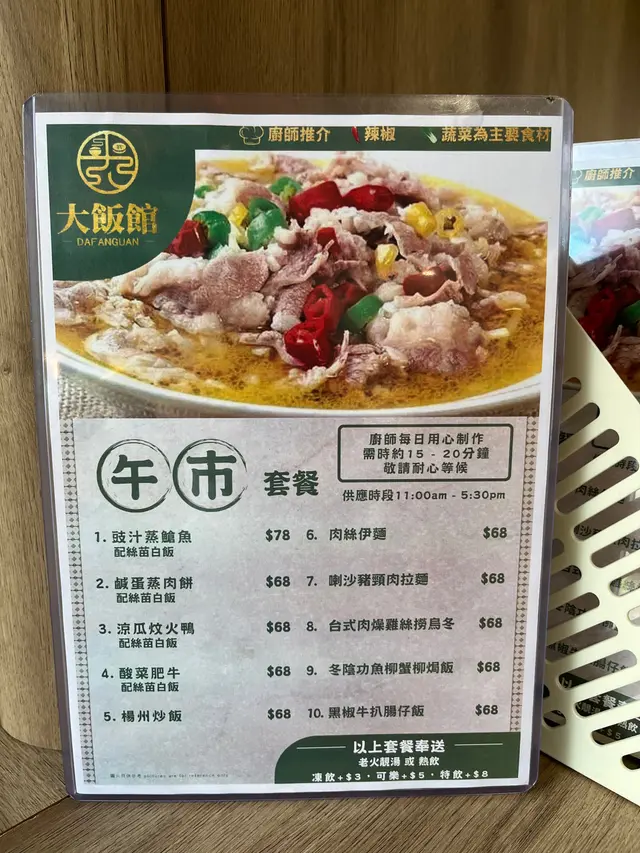 廚師推介 辣椒 蔬菜為主要食材
大飯館
DAFANGUAN
廚師每日用心制作
需時約15 - 20分鐘
敬請耐心等候
午市套餐
供應時段11:00am - 5:30pm
1. 豉汁蒸鎗魚 $78
配絲苗白飯
2. 鹹蛋蒸肉餅 $68
配絲苗白飯
3. 涼瓜炆火鴨 $68
配絲苗白飯
4. 酸菜肥牛 $68
配絲苗白飯
5. 楊州炒飯 $68
6. 肉絲伊麵 $68
7. 喇沙豬頸肉拉麵 $68
8. 台式肉燥雞絲撈烏冬 $68
9. 冬陰功魚柳蟹柳焗飯 $68
10. 黑椒牛扒腸仔飯 $68
以上套餐奉送
老火靚湯 或 熱飲
凍飲+$3・可樂+$5・特飲+$8
廚師推介